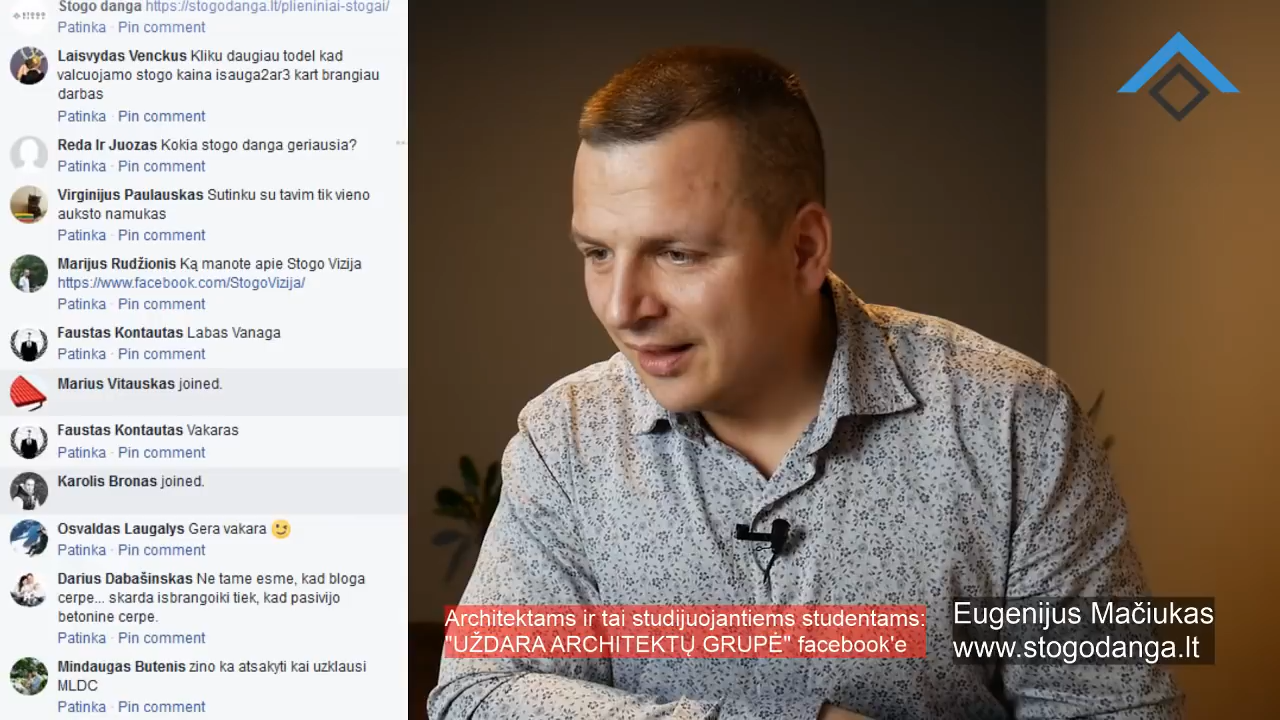 Stogo danga https://stogodanga.lt/plieniniai-stogai/
Patinka · Pin comment
Laisvydas Venckus Kliku daugiau todel kad
valcuojamo stogo kaina isauga2ar3 kart brangiau
darbas
Patinka · Pin comment
Reda Ir Juozas Kokia stogo danga geriausia?
Patinka · Pin comment
Virginijus Paulauskas Sutinku su tavim tik vieno
auksto namukas
Patinka · Pin comment
Marijus Rudžionis Ką manote apie Stogo Vizija
https://www.facebook.com/StogoVizija/
Patinka · Pin comment
Faustas Kontautas Labas Vanaga
Patinka · Pin comment
Marius Vitauskas joined.
Faustas Kontautas Vakaras
Patinka · Pin comment
Karolis Bronas joined.
Osvaldas Laugalys Gera vakara 😉
Patinka · Pin comment
Darius Dabašinskas Ne tame esme, kad bloga
cerpe... skarda isbrangoiki tiek, kad pasivijo
betonine cerpe.
Patinka · Pin comment
Mindaugas Butenis zino ka atsakyti kai uzklausi
MLDC
Patinka · Pin comment
Architektams ir tai studijuojantiems studentams:
"UŽDARA ARCHITEKTŲ GRUPĖ" facebook'e
Eugenijus Mačiukas
www.stogodanga.lt